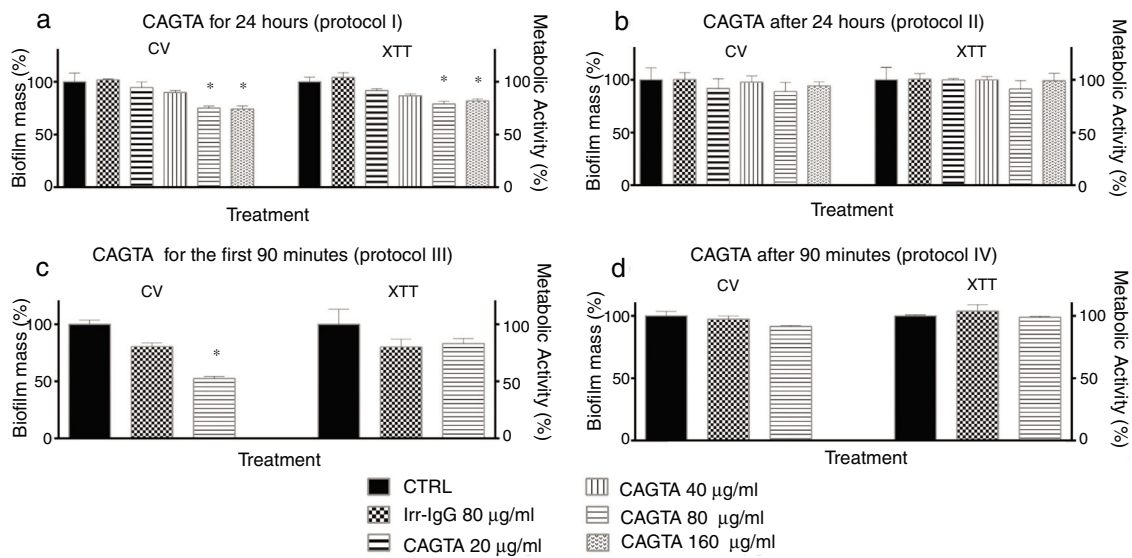 a
CAGTA for 24 hours (protocol I)
CV
XTT
Biofilm mass (%)
100
50
0
*
*
*
*
100
50
0
Metabolic Activity (%)
Treatment
b
CAGTA after 24 hours (protocol II)
CV
XTT
Biofilm mass (%)
100
50
0
100
50
0
Metabolic Activity (%)
Treatment
c
CAGTA for the first 90 minutes (protocol III)
CV
XTT
Biofilm mass (%)
100
50
0
*
100
50
0
Metabolic Activity (%)
Treatment
d
CAGTA after 90 minutes (protocol IV)
CV
XTT
Biofilm mass (%)
100
50
0
100
50
0
Metabolic Activity (%)
Treatment
CTRL
Irr-IgG 80 μg/ml
CAGTA 20 μg/ml
CAGTA 40 μg/ml
CAGTA 80 μg/ml
CAGTA 160 μg/ml